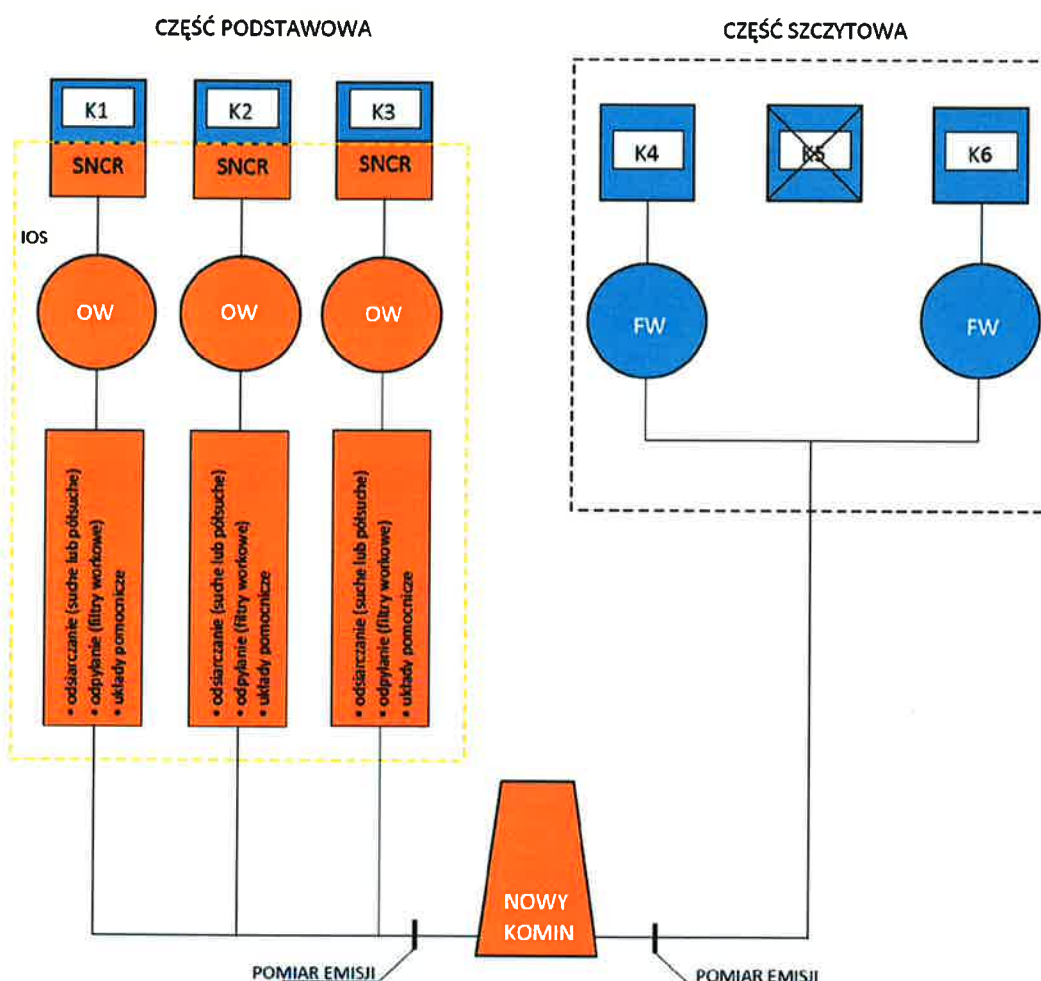 CZĘŚĆ PODSTAWOWA
CZĘŚĆ SZCZYTOWA
K1
K2
K3
SNCR
SNCR
SNCR
K4
K5
K6
IOS
OW
OW
OW
FW
FW
• odsiarczanie (suche lub półsuche)
• odpylanie (filtry workowe)
• układy pomocnicze
• odsiarczanie (suche lub półsuche)
• odpylanie (filtry workowe)
• układy pomocnicze
• odsiarczanie (suche lub półsuche)
• odpylanie (filtry workowe)
• układy pomocnicze
NOWY
KOMIN
POMIAR EMISJI
POMIAR EMISJI